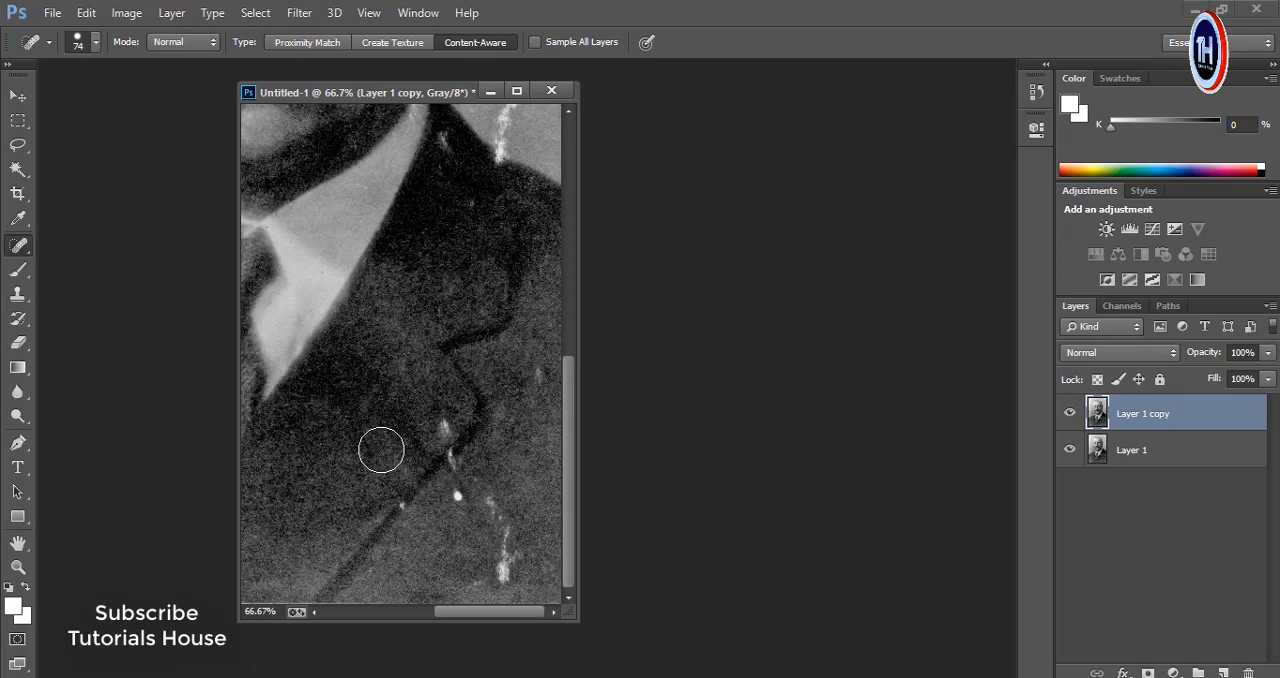 Ps File Edit Image Layer Type Select Filter 3D View Window Help
74 Mode: Normal Type: Proximity Match Create Texture Content-Aware Sample All Layers
TH
Untitled-1 @ 66.7% (Layer 1 copy, Gray/8*) *
Color Swatches
K 0 %
Adjustments Styles
Add an adjustment
Layers Channels Paths
Kind
Normal Opacity: 100%
Lock: Fill: 100%
Layer 1 copy
Layer 1
66.67%
Subscribe
Tutorials House